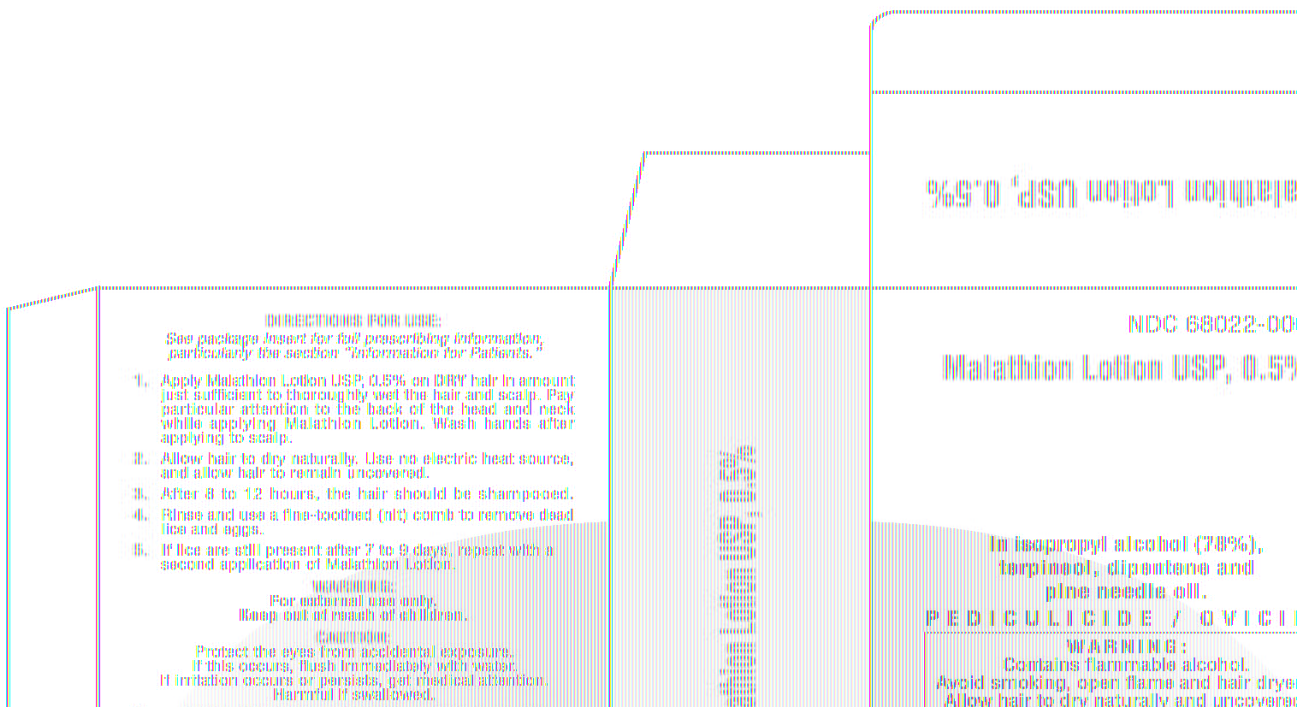 DIRECTIONS FOR USE:
See package insert for full prescribing information,
particularly the section "Information for Patients."
1. Apply Malathion Lotion USP, 0.5% on DRY hair in amount
just sufficient to thoroughly wet the hair and scalp. Pay
particular attention to the back of the head and neck
while applying Malathion Lotion. Wash hands after
applying to scalp.
2. Allow hair to dry naturally. Use no electric heat source,
and allow hair to remain uncovered.
3. After 8 to 12 hours, the hair should be shampooed.
4. Rinse and use a fine-toothed (nit) comb to remove dead
lice and eggs.
5. If lice are still present after 7 to 9 days, repeat with a
second application of Malathion Lotion.
WARNING:
For external use only.
Keep out of reach of children.
CAUTION:
Protect the eyes from accidental exposure.
If this occurs, flush immediately with water.
If irritation occurs or persists, get medical attention.
Harmful if swallowed.
Lotion USP, 0.5%
Lotion USP, 0.5%
NDC 68022-00
Malathion Lotion USP, 0.5%
In isopropyl alcohol (78%),
terpineol, dipentene and
pine needle oil.
PEDICULICIDE / OVICI
WARNING:
Contains flammable alcohol.
Avoid smoking, open flame and hair drye
Allow hair to dry naturally and uncovered